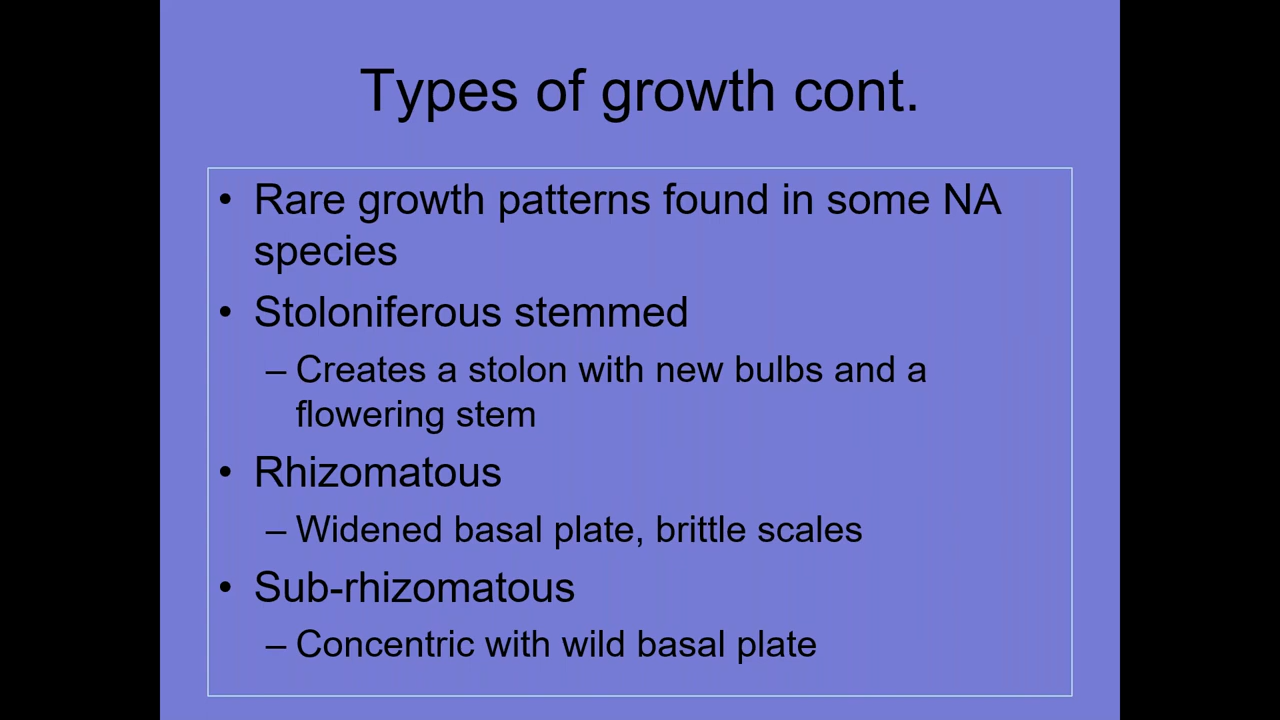 Types of growth cont.
• Rare growth patterns found in some NA
species
• Stoloniferous stemmed
– Creates a stolon with new bulbs and a
flowering stem
• Rhizomatous
– Widened basal plate, brittle scales
• Sub-rhizomatous
– Concentric with wild basal plate